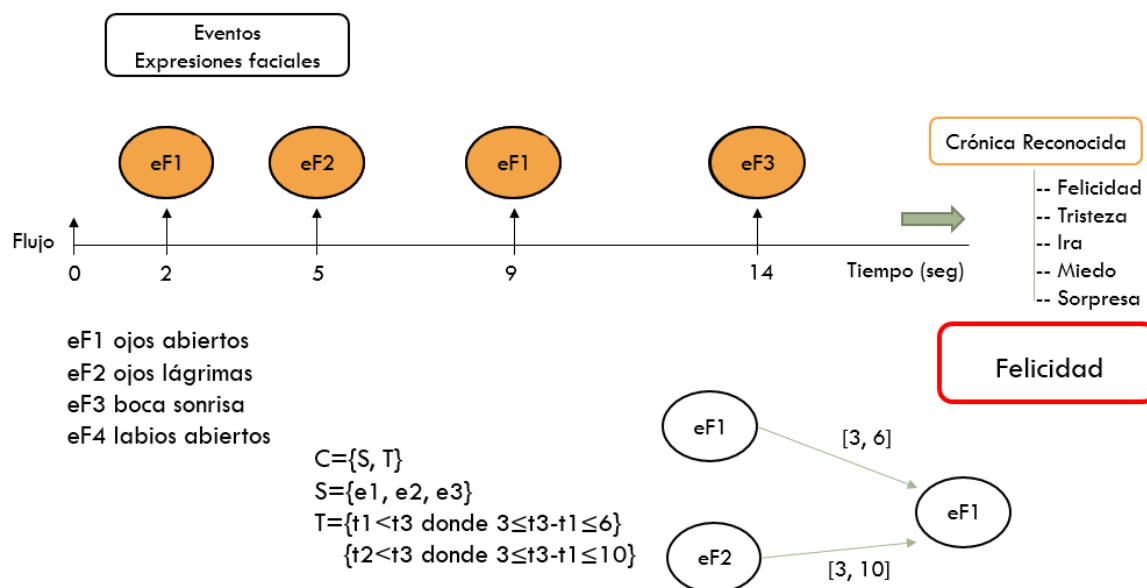 Eventos
Expresiones faciales
eF1
eF2
eF1
eF3
Crónica Reconocida
-- Felicidad
-- Tristeza
-- Ira
-- Miedo
-- Sorpresa
Flujo
0
2
5
9
14
Tiempo (seg)
eF1 ojos abiertos
eF2 ojos lágrimas
eF3 boca sonrisa
eF4 labios abiertos
Felicidad
C={S, T}
S={e1, e2, e3}
T={t1<t3 donde 3≤t3-t1≤6}
{t2<t3 donde 3≤t3-t1≤10}
eF1
[3, 6]
eF1
eF2
[3, 10]